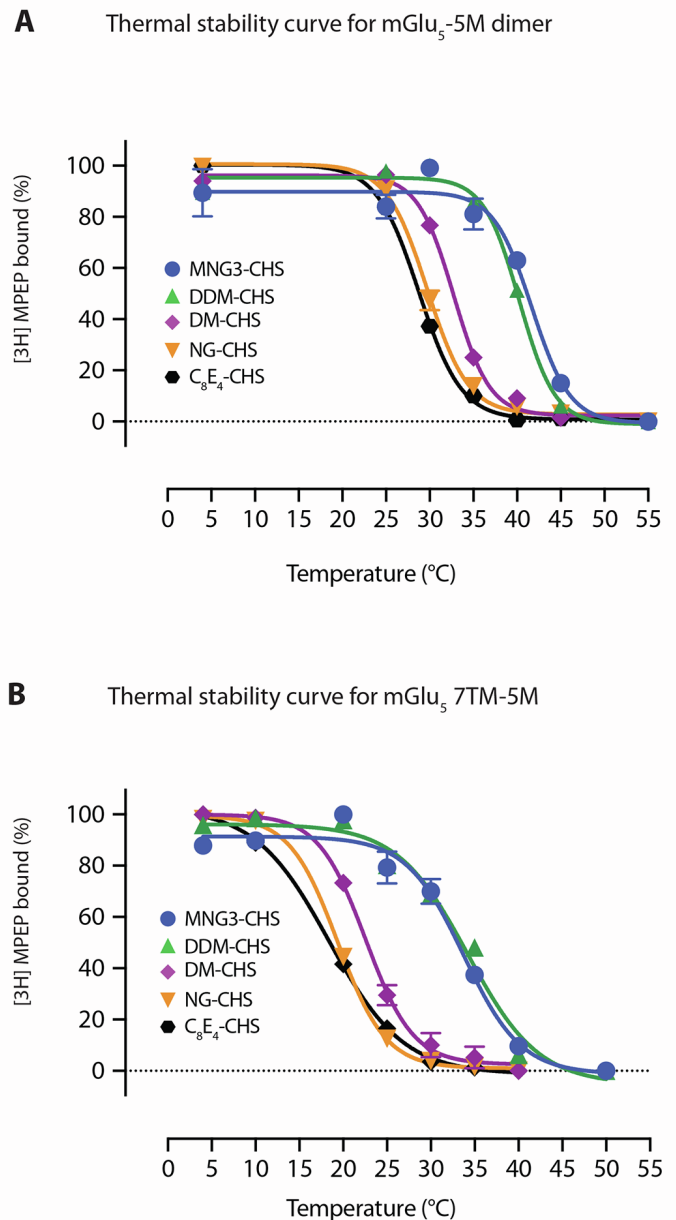 A Thermal stability curve for mGlu5-5M dimer
[3H] MPEP bound (%)
100
80
60
40
20
0
MNG3-CHS
DDM-CHS
DM-CHS
NG-CHS
C8E4-CHS
0 5 10 15 20 25 30 35 40 45 50 55
Temperature (°C)
B Thermal stability curve for mGlu5 7TM-5M
[3H] MPEP bound (%)
100
80
60
40
20
0
MNG3-CHS
DDM-CHS
DM-CHS
NG-CHS
C8E4-CHS
0 5 10 15 20 25 30 35 40 45 50 55
Temperature (°C)